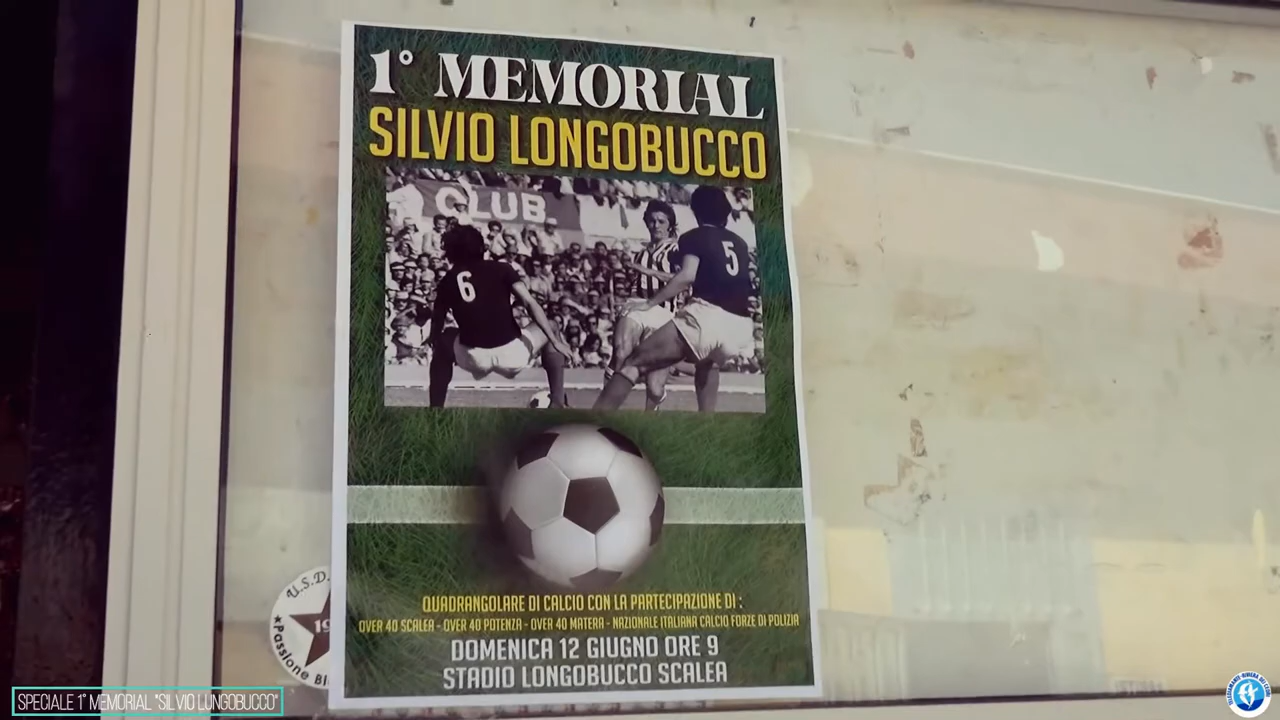 1° MEMORIAL
SILVIO LONGOBUCCO
CLUB
6
5
QUADRANGOLARE DI CALCIO CON LA PARTECIPAZIONE DI :
OVER 40 SCALEA - OVER 40 POTENZA - OVER 40 MATERA - NAZIONALE ITALIANA CALCIO FORZE DI POLIZIA
DOMENICA 12 GIUGNO ORE 9
STADIO LONGOBUCCO SCALEA
U.S.D.
19
Passione
SPECIALE 1° MEMORIAL "SILVIO LUNGOBUCCO"